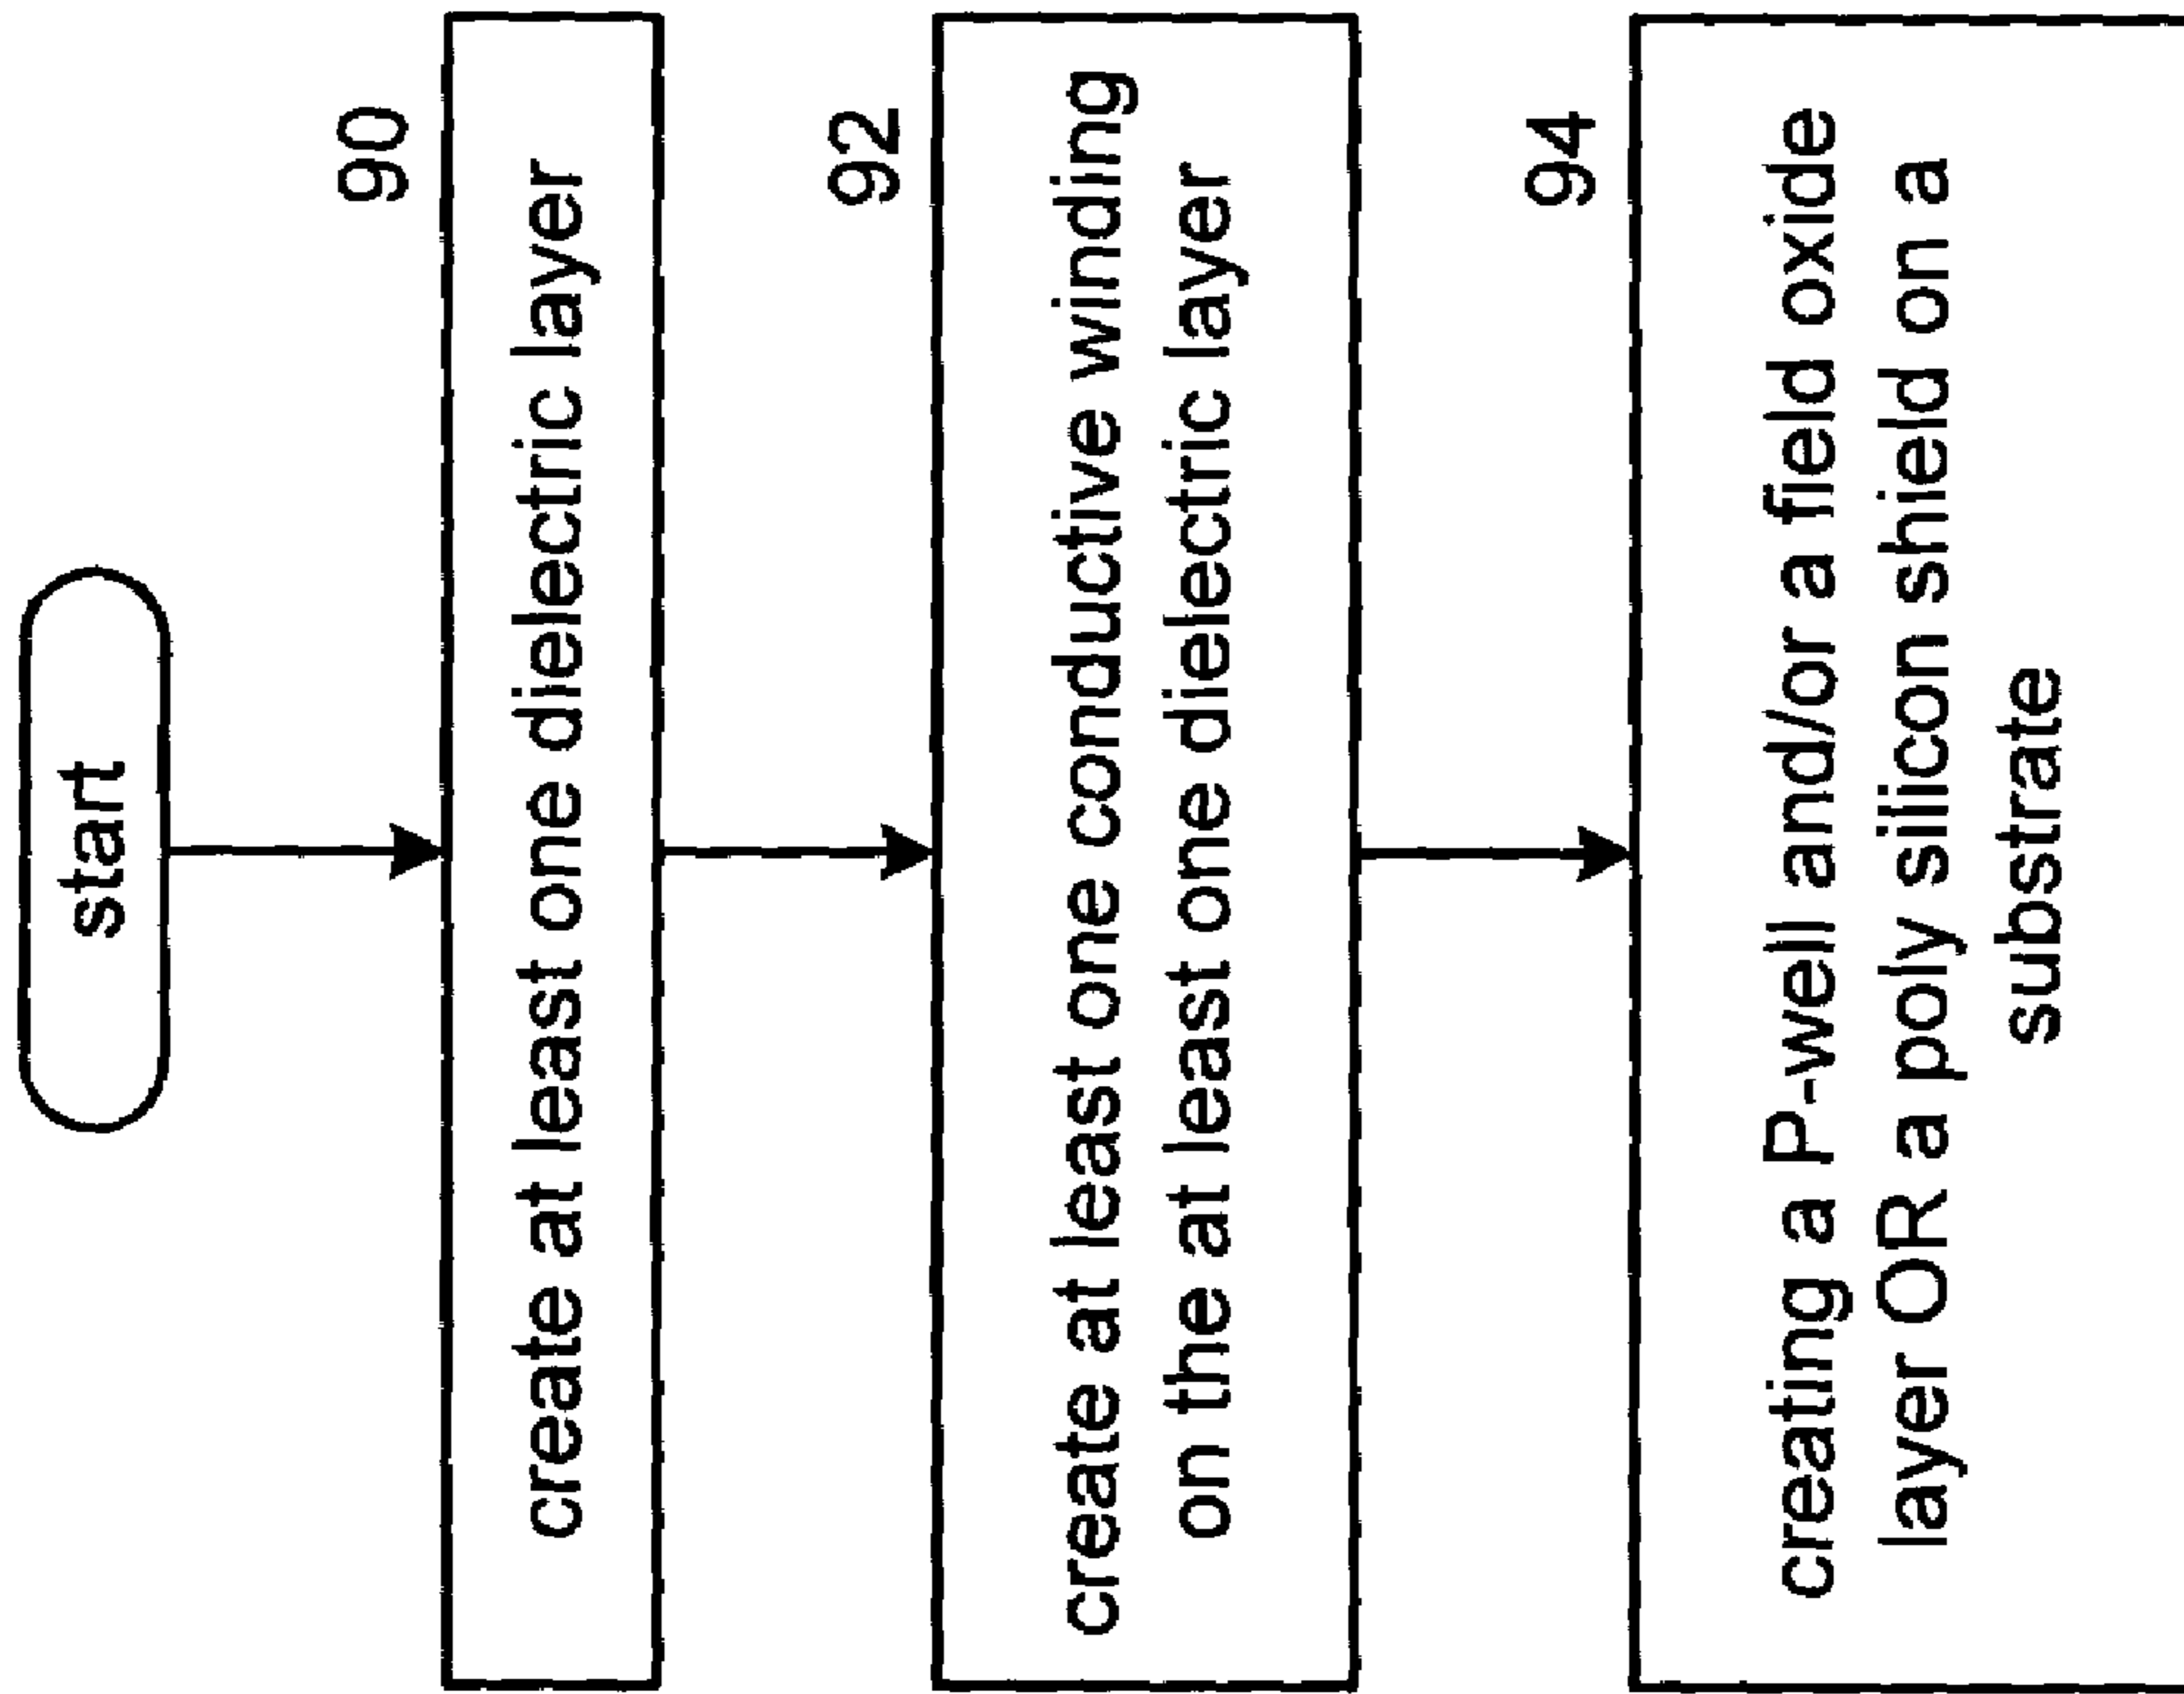 start
90
create at least one dielectric layer
92
create at least one conductive winding
on the at least one dielectric layer
94
creating a P-well and/or a field oxide
layer OR a poly silicon shield on a
substrate